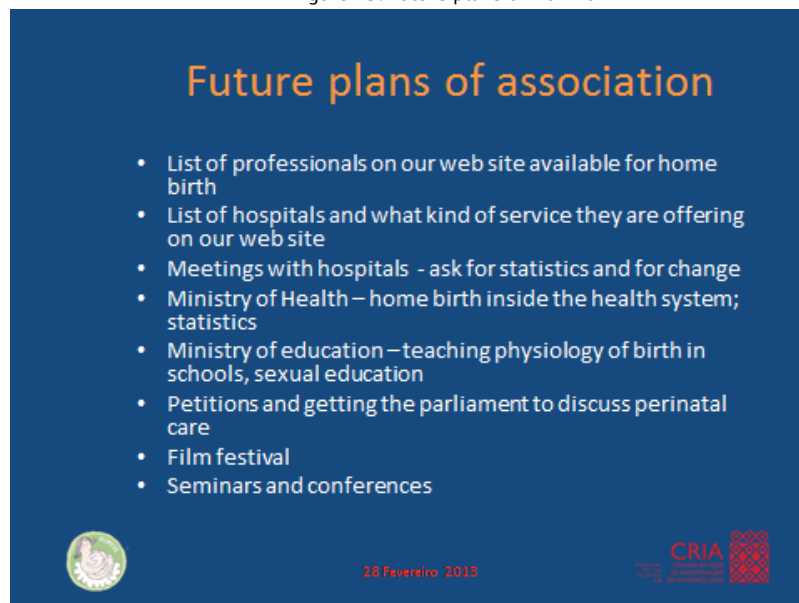 Future plans of association
• List of professionals on our web site available for home
birth
• List of hospitals and what kind of service they are offering
on our web site
• Meetings with hospitals - ask for statistics and for change
• Ministry of Health – home birth inside the health system;
statistics
• Ministry of education – teaching physiology of birth in
schools, sexual education
• Petitions and getting the parliament to discuss perinatal
care
• Film festival
• Seminars and conferences
28 Fevereiro 2013
CRIA